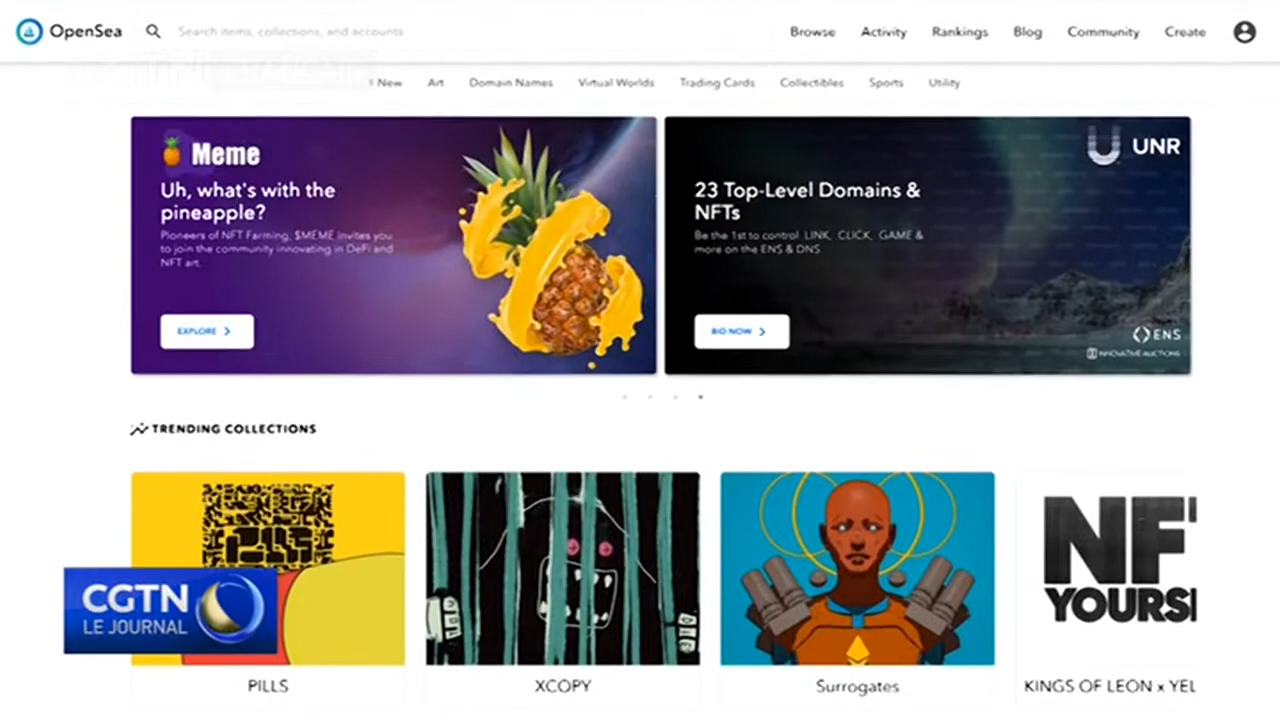 OpenSea
Search items, collections, and accounts
Browse Activity Rankings Blog Community Create
New Art Domain Names Virtual Worlds Trading Cards Collectibles Sports Utility
Meme
Uh, what's with the
pineapple?
Pioneers of NFT Farming, $MEME invites you
to join the community innovating in DeFi and
NFT art.
EXPLORE
UNR
23 Top-Level Domains &
NFTs
Be the 1st to control .LINK, .CLICK, .GAME &
more on the ENS & DNS
BID NOW
ENS
INNOVATIVE AUCTIONS
TRENDING COLLECTIONS
NFT
YOURS
CGTN
LE JOURNAL
PILLS
XCOPY
Surrogates
KINGS OF LEON x YEL